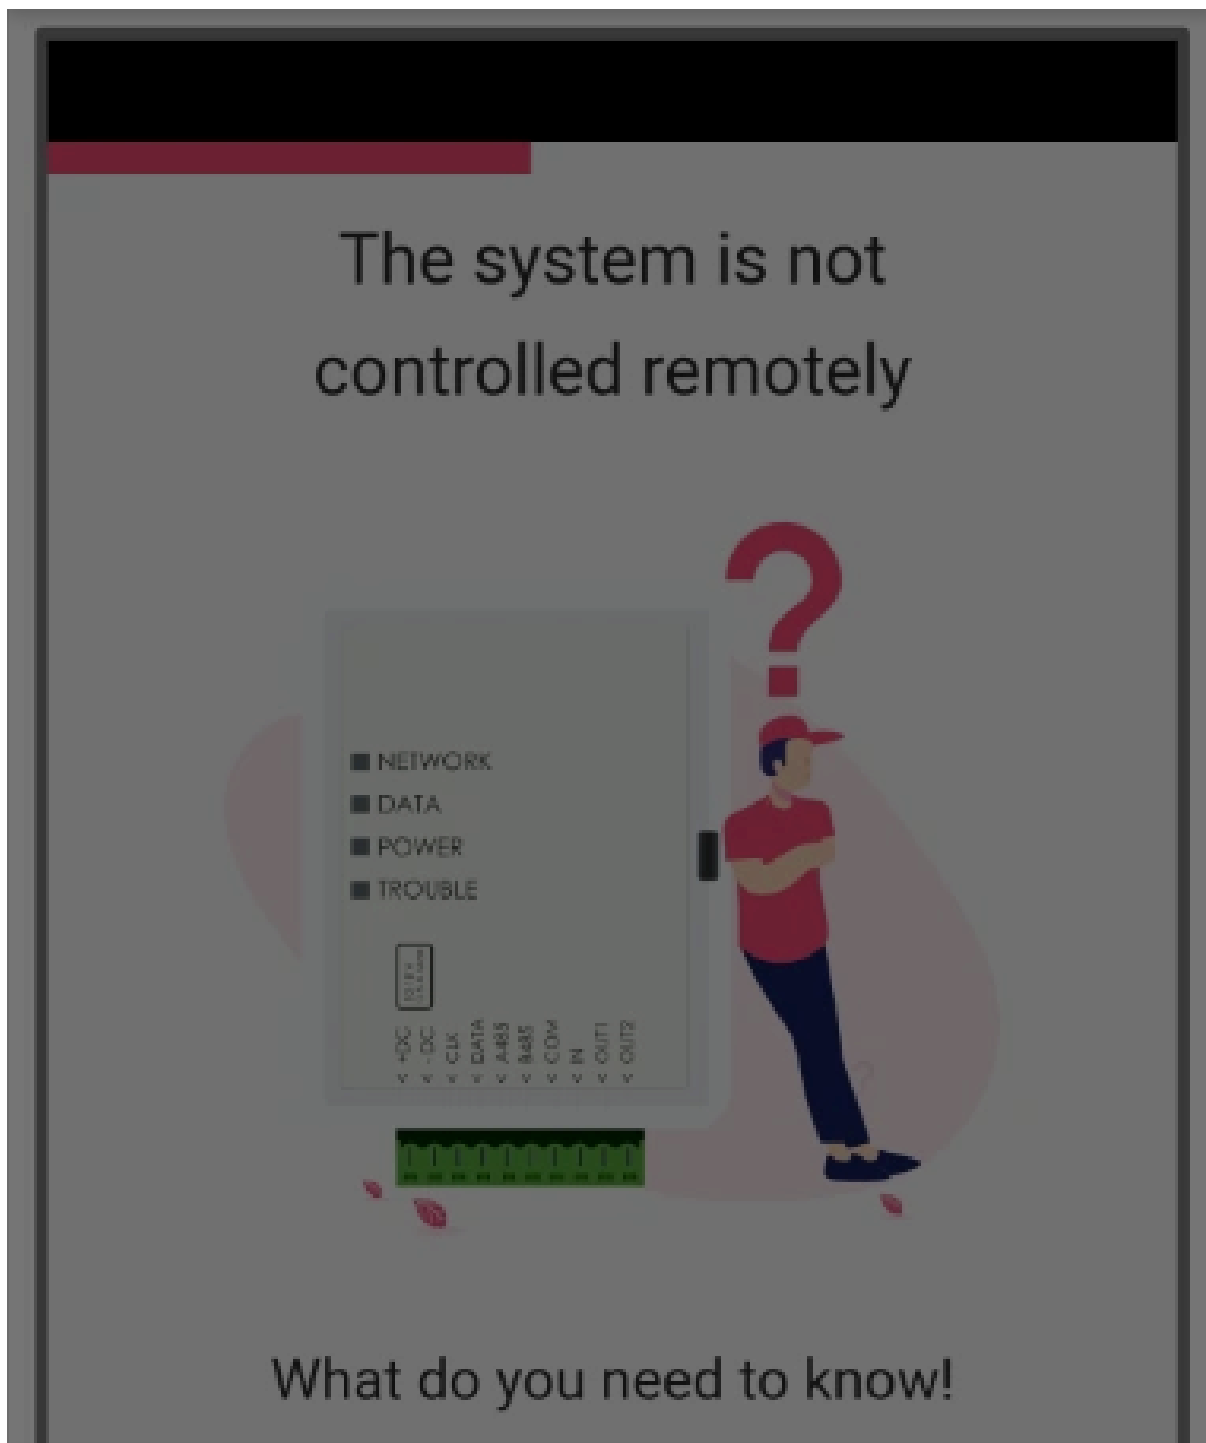 The system is not
controlled remotely
?
NETWORK
DATA
POWER
TROUBLE
< +DC
< -DC
< CLK
< DATA
< A485
< B485
< COM
< IN
< OUT1
< OUT2
What do you need to know!